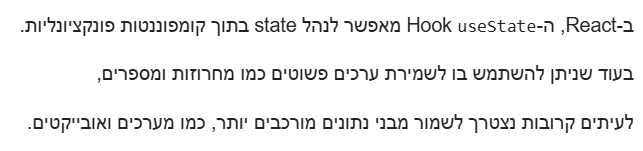 ב-React, ה-Hook useState מאפשר לנהל state בתוך קומפוננטות פונקציונליות.
בעוד שניתן להשתמש בו לשמירת ערכים פשוטים כמו מחרוזות ומספרים,
לעיתים קרובות נצטרך לשמור מבני נתונים מורכבים יותר, כמו מערכים ואובייקטים.